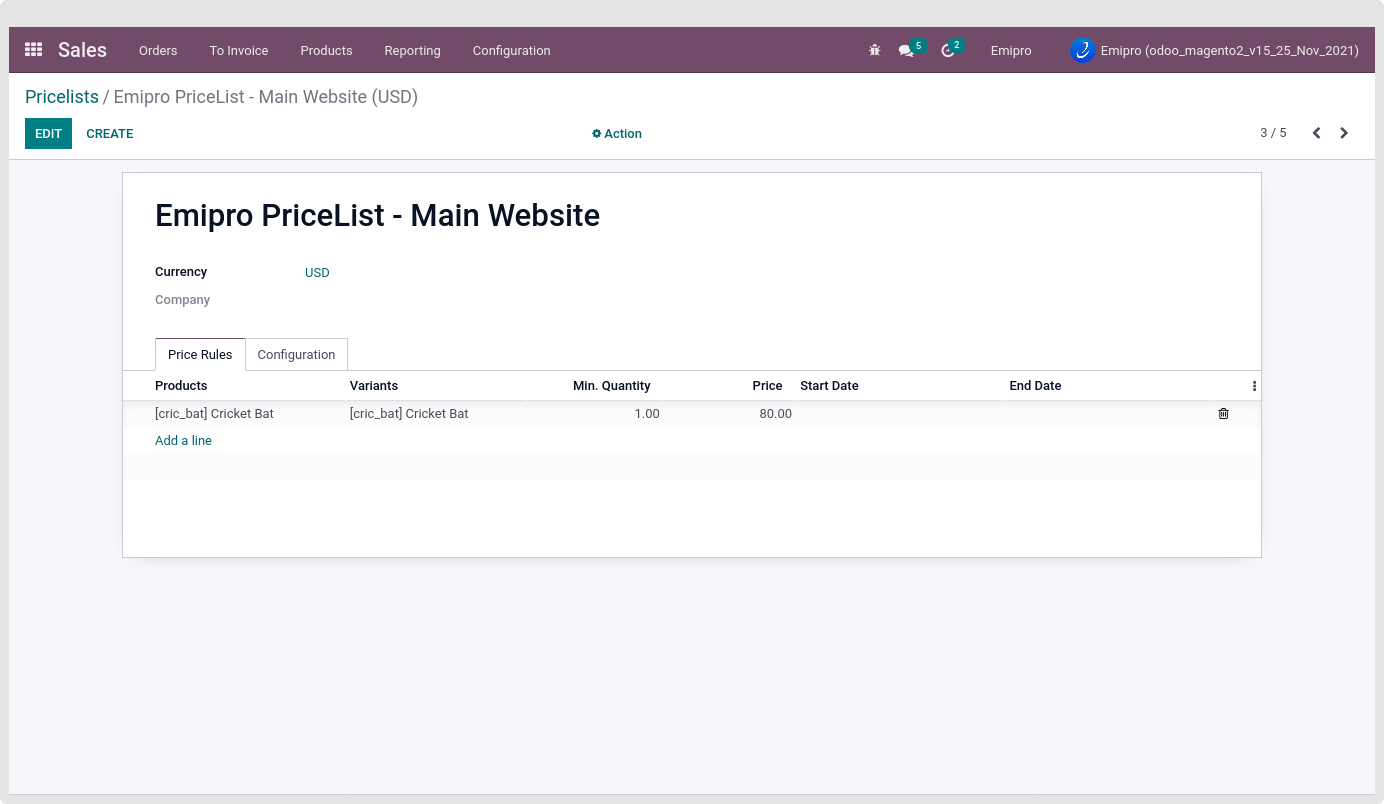 Sales Orders To Invoice Products Reporting Configuration 5 2 Emipro Emipro (odoo_magento2_v15_25_Nov_2021)
Pricelists / Emipro PriceList - Main Website (USD)
EDIT CREATE Action 3 / 5
Emipro PriceList - Main Website
Currency USD
Company
Price Rules Configuration
Products Variants Min. Quantity Price Start Date End Date
[cric_bat] Cricket Bat [cric_bat] Cricket Bat 1.00 80.00
Add a line